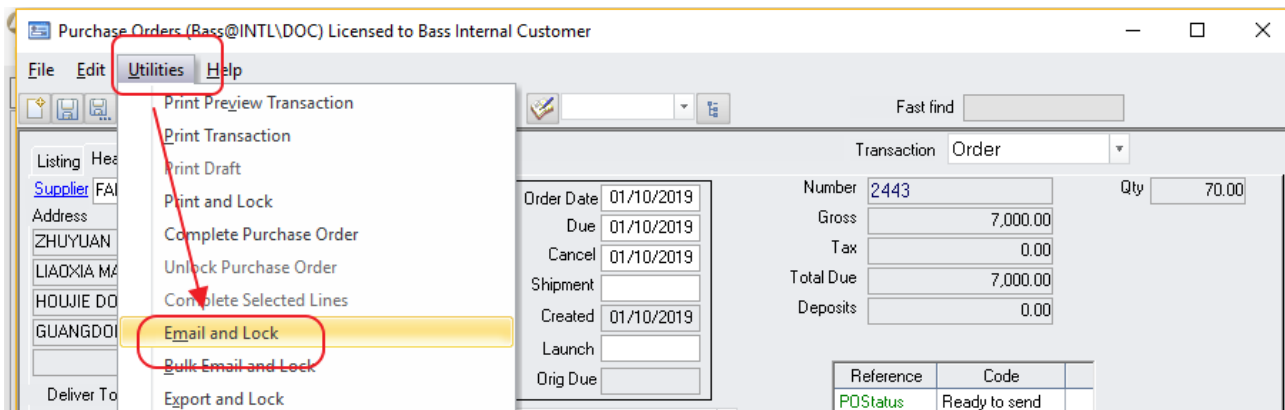 Purchase Orders (Bass@INTL\DOC) Licensed to Bass Internal Customer
File Edit Utilities Help
Fast find
Transaction Order
Listing
Supplier
Address
ZHUYUAN
LIAOXIA
HOUJIE
Deliver To
Print Preview Transaction
Print Transaction
Print Draft
Print and Lock
Complete Purchase Order
Unlock Purchase Order
Complete Selected Lines
Email and Lock
Bulk Email and Lock
Export and Lock
Order Date 01/10/2019
Due 01/10/2019
Cancel 01/10/2019
Shipment
Created 01/10/2019
Launch
Orig Due
Number 2443
Gross 7,000.00
Tax 0.00
Total Due 7,000.00
Deposits 0.00
Qty 70.00
Reference Code
POStatus Ready to send